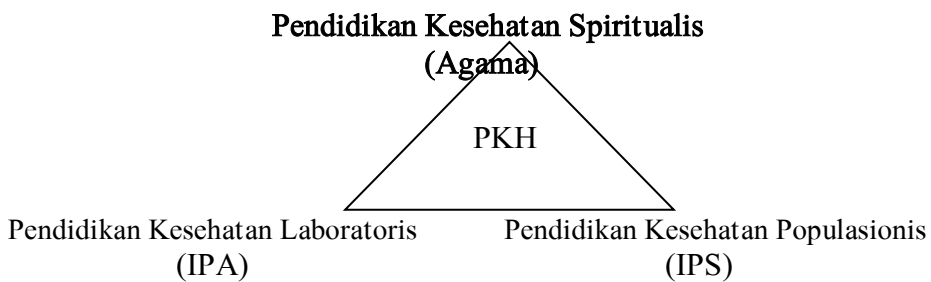 Pendidikan Kesehatan Spiritualis
(Agama)
PKH
Pendidikan Kesehatan Laboratoris
(IPA)
Pendidikan Kesehatan Populasionis
(IPS)